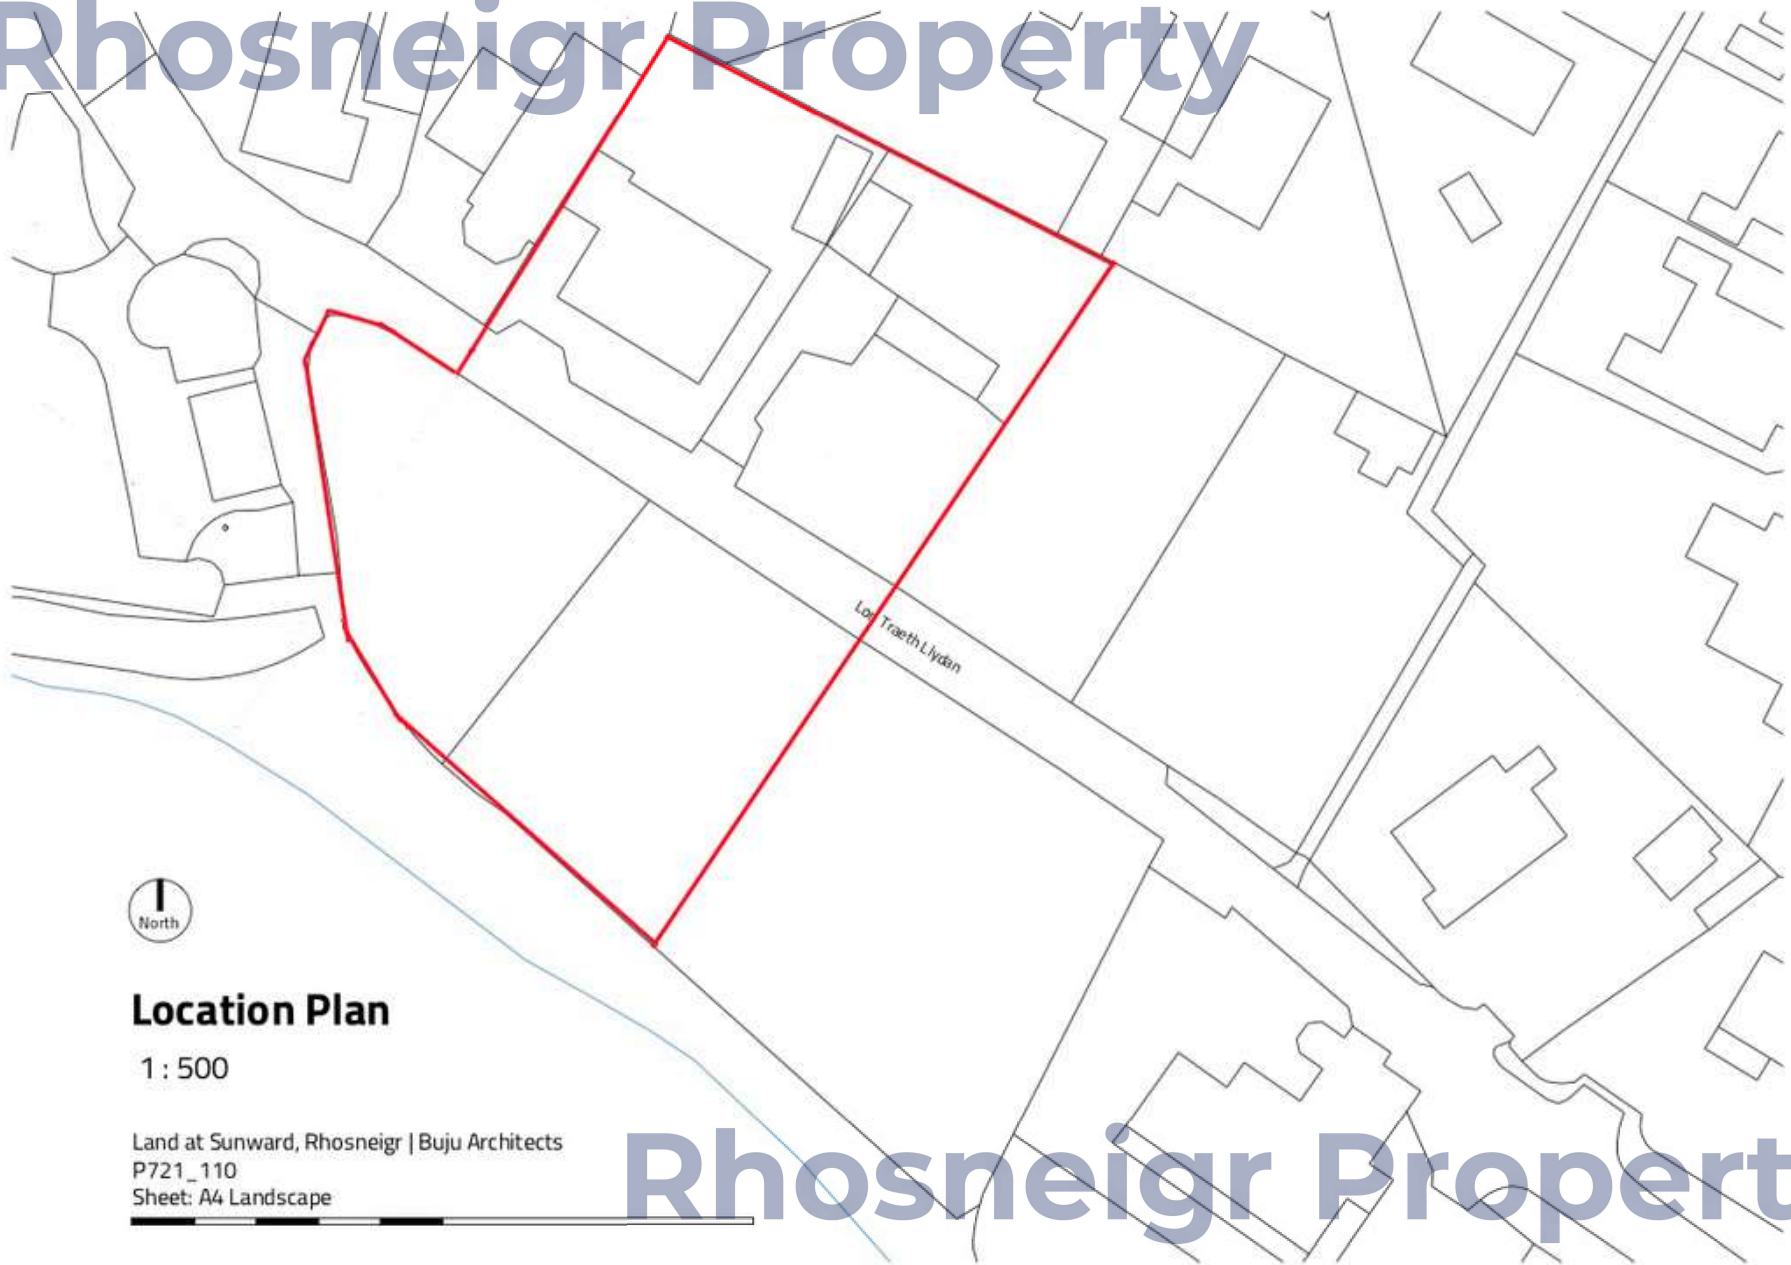 Rhosneigr Property
Lon Traeth Llydan
North
Location Plan
1 : 500
Land at Sunward, Rhosneigr | Buju Architects
P721_110
Sheet: A4 Landscape
Rhosneigr Propert